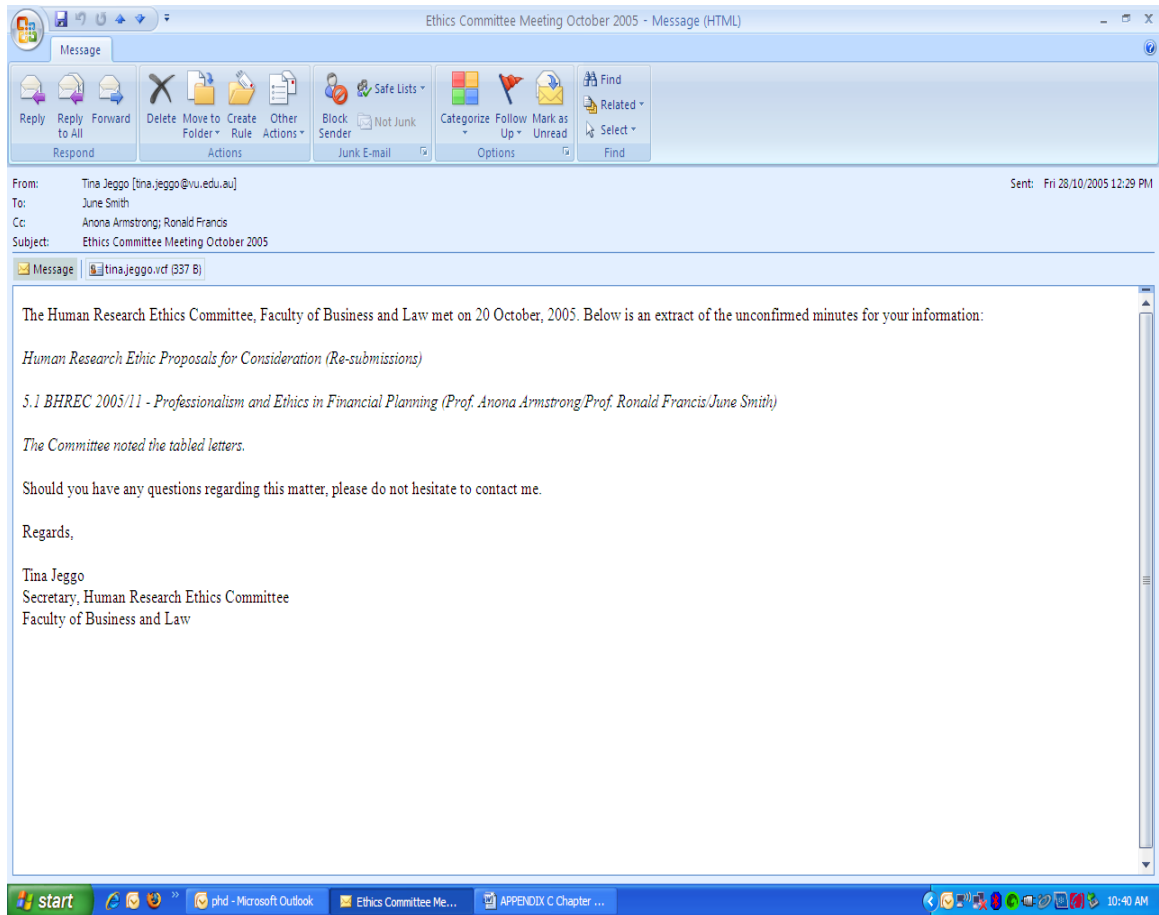 Ethics Committee Meeting October 2005 - Message (HTML)
Message
Reply Reply to All Forward
Respond
Delete Move to Folder Create Rule Other Actions
Actions
Block Sender Safe Lists Not Junk
Junk E-mail
Categorize Follow Up Mark as Unread
Options
Find
Related
Select
Find
From: Tina Jeggo [tina.jeggo@vu.edu.au] Sent: Fri 28/10/2005 12:29 PM
To: June Smith
Cc: Anona Armstrong; Ronald Francis
Subject: Ethics Committee Meeting October 2005
Message tina.jeggo.vcf (337 B)
The Human Research Ethics Committee, Faculty of Business and Law met on 20 October, 2005. Below is an extract of the unconfirmed minutes for your information:
Human Research Ethic Proposals for Consideration (Re-submissions)
5.1 BHREC 2005/11 - Professionalism and Ethics in Financial Planning (Prof. Anona Armstrong/Prof. Ronald Francis/June Smith)
The Committee noted the tabled letters.
Should you have any questions regarding this matter, please do not hesitate to contact me.
Regards,
Tina Jeggo
Secretary, Human Research Ethics Committee
Faculty of Business and Law
start phd - Microsoft Outlook Ethics Committee Me... APPENDIX C Chap ter ... 10:40 AM